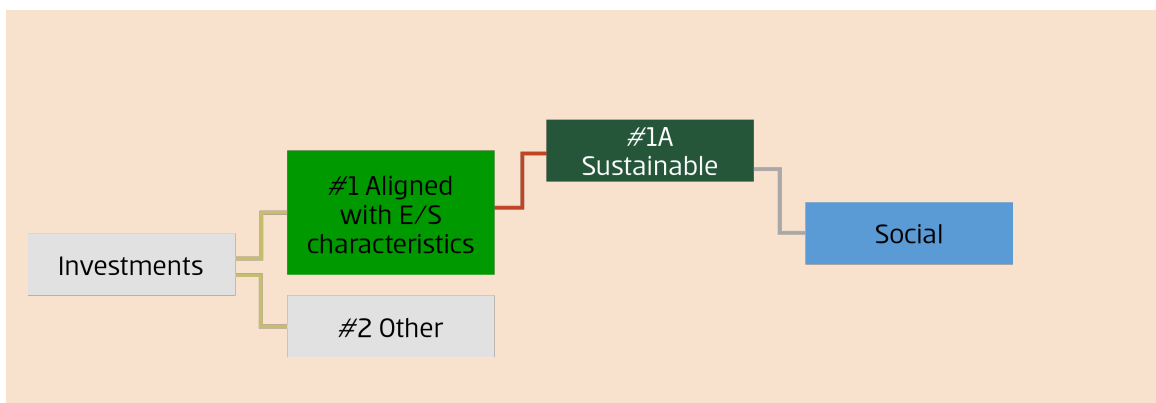 #1A
Sustainable
#1 Aligned
with E/S
characteristics
Social
Investments
#2 Other